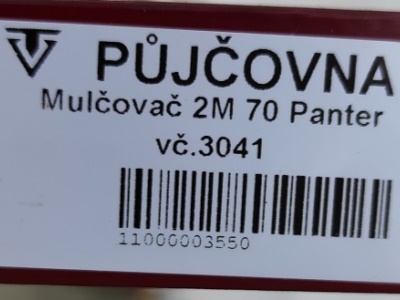 PŮJČOVNA
Mulčovač 2M 70 Panter
vč.3041
11000003550